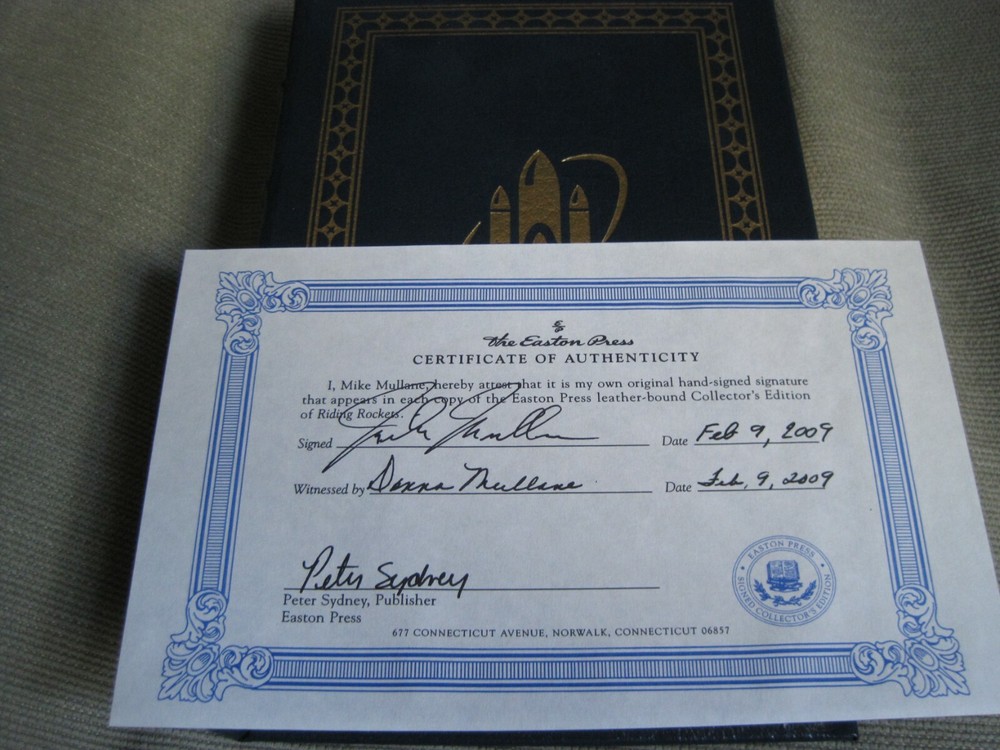 the Easton Press
CERTIFICATE OF AUTHENTICITY
I, Mike Mullane, hereby attest that it is my own original hand-signed signature
that appears in each copy of the Easton Press leather-bound Collector's Edition
of Riding Rockets.
Signed Mike Mullane Date Feb 9, 2009
Witnessed by Donna Mullane Date Feb, 9, 2009
Peter Sydney
Peter Sydney, Publisher
Easton Press
EASTON PRESS
SIGNED COLLECTOR'S EDITION
677 CONNECTICUT AVENUE, NORWALK, CONNECTICUT 06857